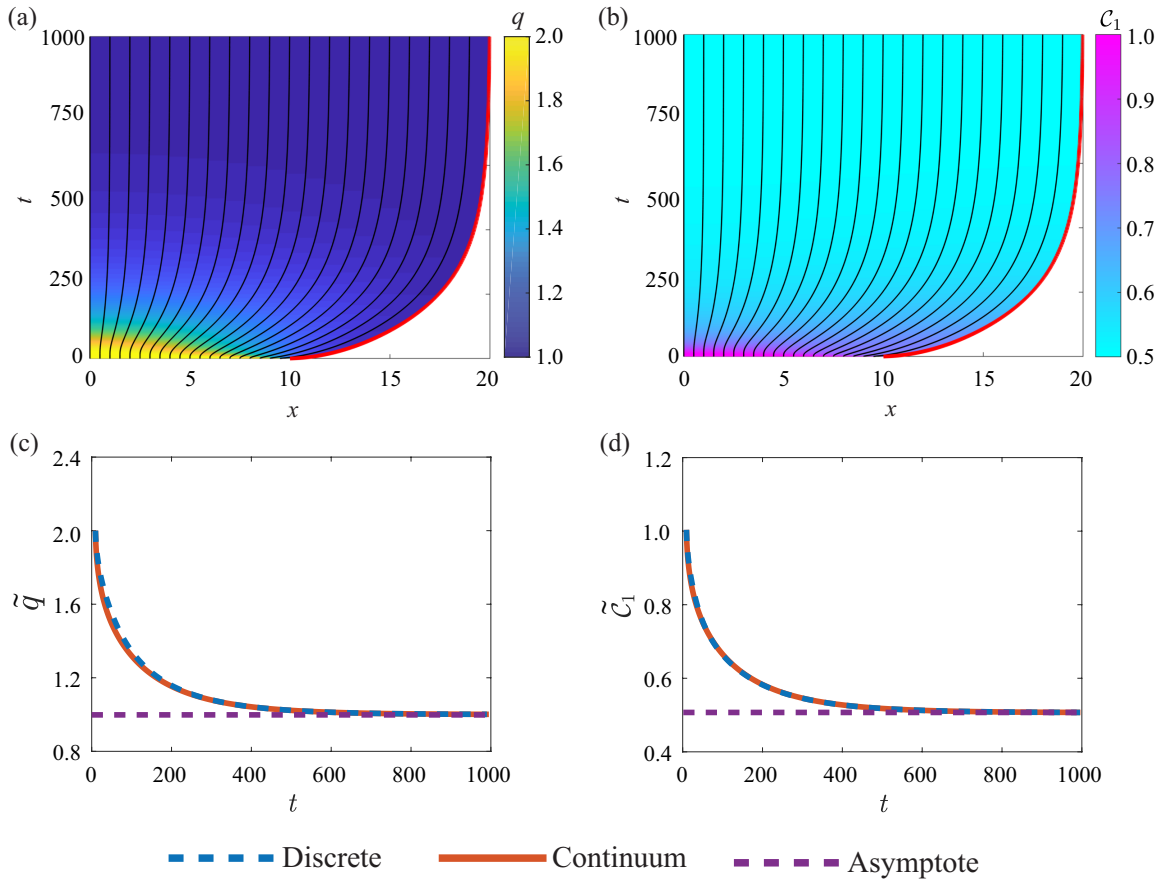 (a)
q
1000
750
t
500
250
0
0 5 10 15 20
x
2.0
1.8
1.6
1.4
1.2
1.0
(b)
𝒞₁
1000
750
t
500
250
0
0 5 10 15 20
x
1.0
0.9
0.8
0.7
0.6
0.5
(c)
2.4
2.0
q̃ 1.6
1.2
0.8
0 200 400 600 800 1000
t
(d)
1.2
1.0
𝒞̃₁ 0.8
0.6
0.4
0 200 400 600 800 1000
t
Discrete Continuum Asymptote